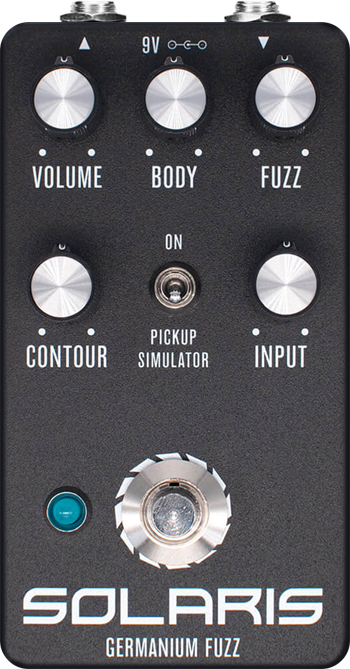 9V
VOLUME BODY FUZZ
ON
PICKUP
SIMULATOR
CONTOUR INPUT
SOLARIS
GERMANIUM FUZZ